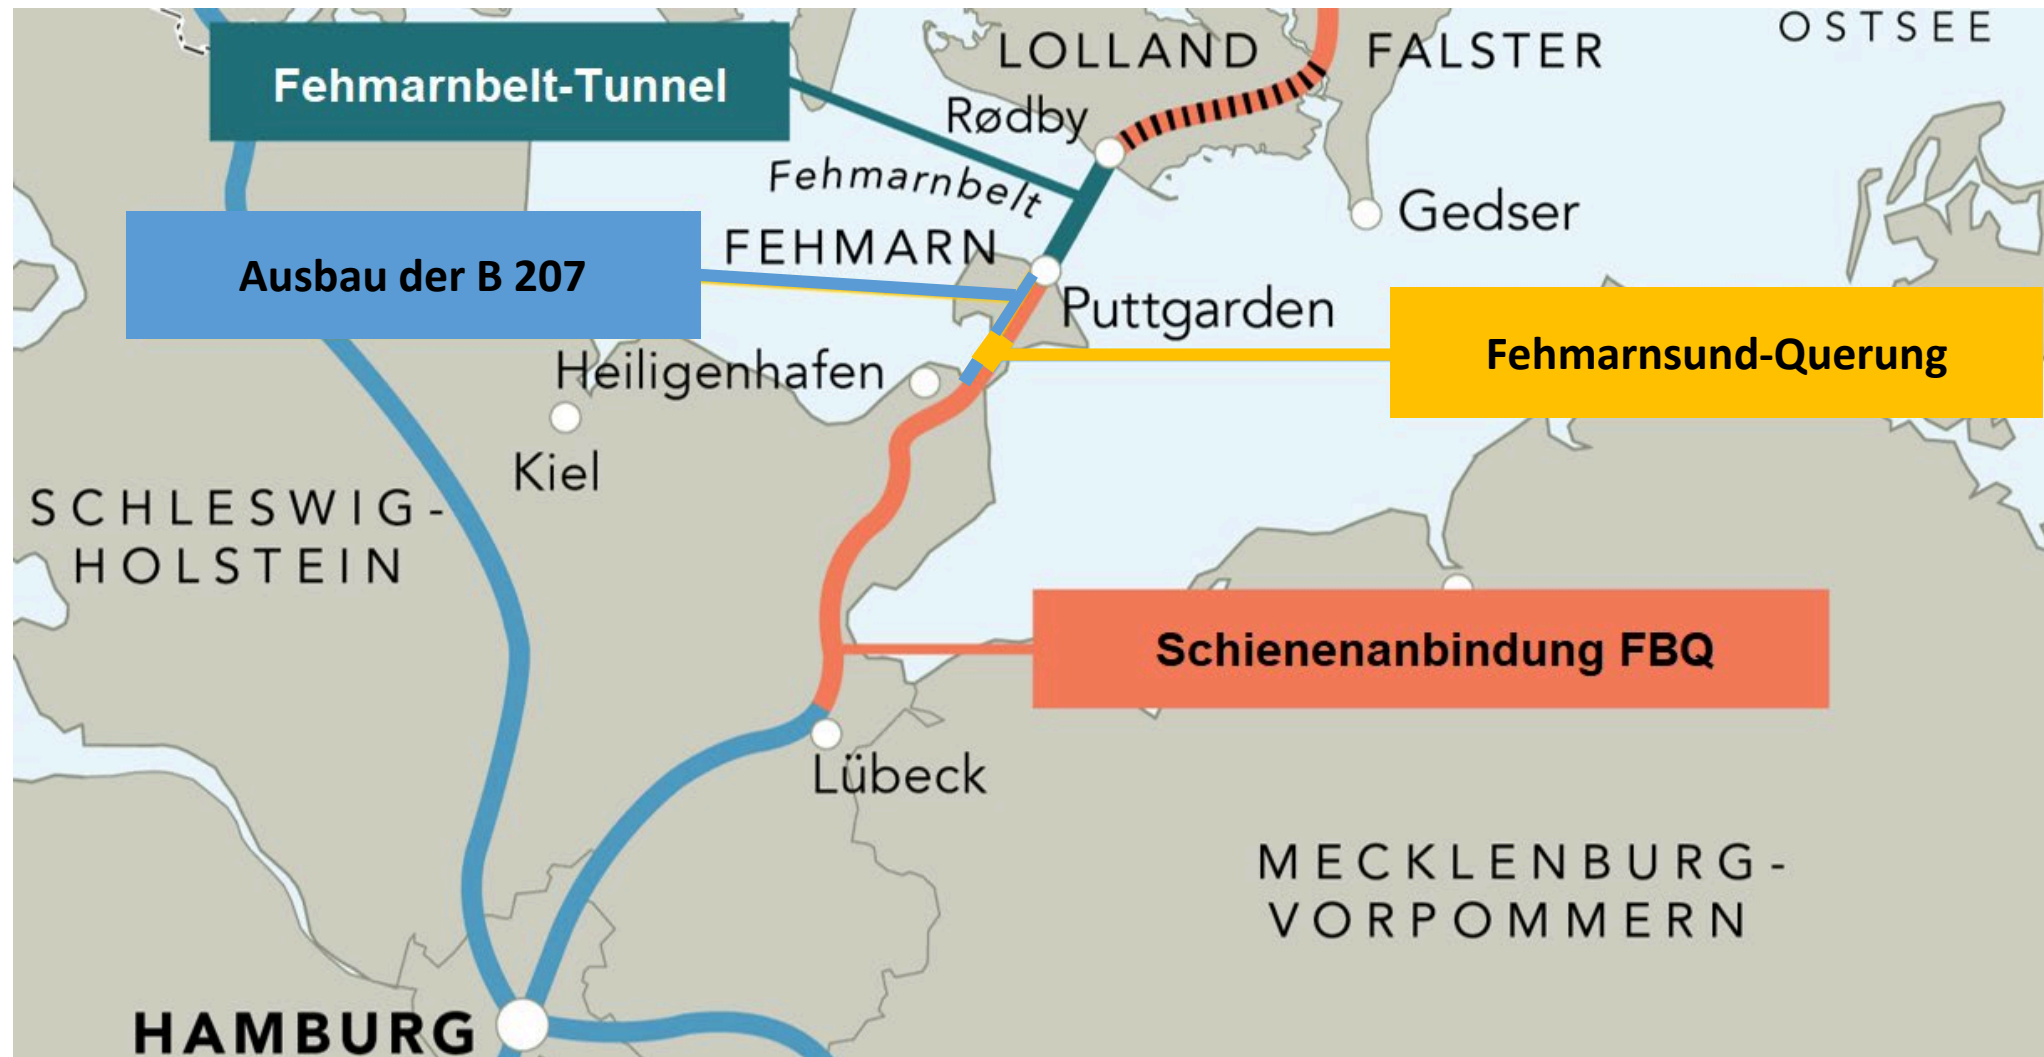 OSTSEE
LOLLAND
FALSTER
Fehmarnbelt-Tunnel
Rødby
Fehmarnbelt
Gedser
FEHMARN
Ausbau der B 207
Puttgarden
Fehmarnsund-Querung
Heiligenhafen
Kiel
SCHLESWIG-
HOLSTEIN
Schienenanbindung FBQ
Lübeck
MECKLENBURG-
VORPOMMERN
HAMBURG